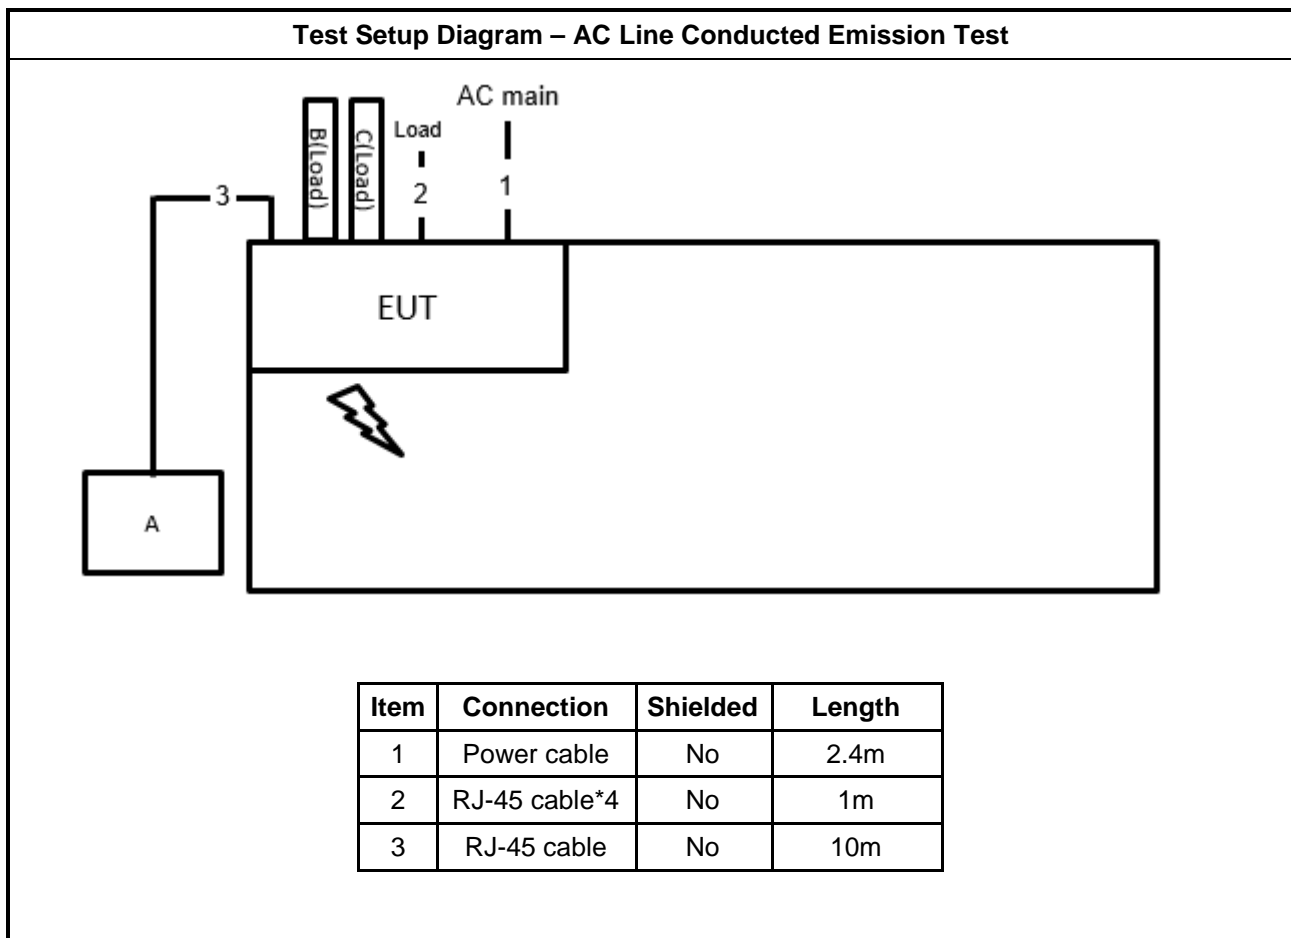 Test Setup Diagram – AC Line Conducted Emission Test
AC main
Load
B(Load)
C(Load)
3
2
1
EUT
A
Item Connection Shielded Length
1 Power cable No 2.4m
2 RJ-45 cable*4 No 1m
3 RJ-45 cable No 10m